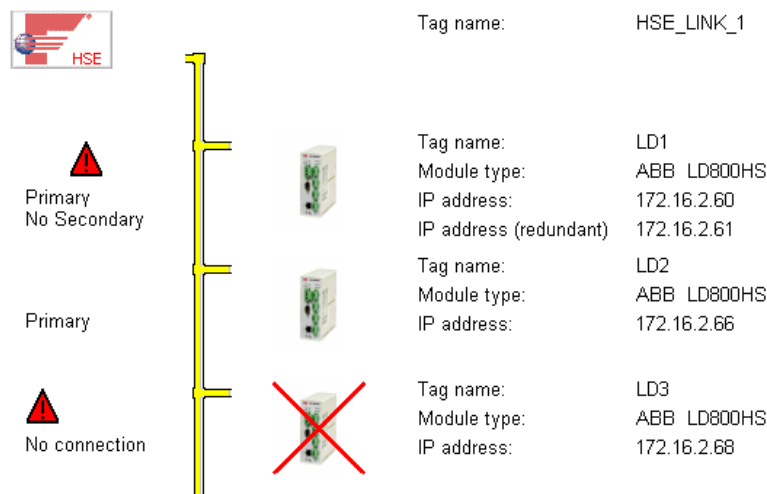 HSE
Tag name: HSE_LINK_1
Primary
No Secondary
Tag name: LD1
Module type: ABB LD800HS
IP address: 172.16.2.60
IP address (redundant) 172.16.2.61
Primary
Tag name: LD2
Module type: ABB LD800HS
IP address: 172.16.2.66
No connection
Tag name: LD3
Module type: ABB LD800HS
IP address: 172.16.2.68